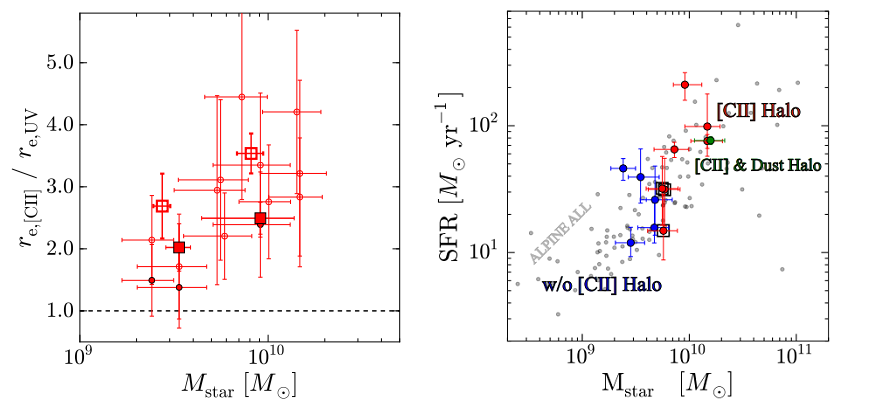 5.0
4.0
3.0
2.0
1.0
r_e,[CII] / r_e,UV
10^9
10^10
M_star [M_⊙]
10^2
10^1
SFR [M_⊙ yr^−1]
[CII] Halo
[CII] & Dust Halo
ALPINE ALL
w/o [CII] Halo
10^9
10^10
10^11
M_star [M_⊙]